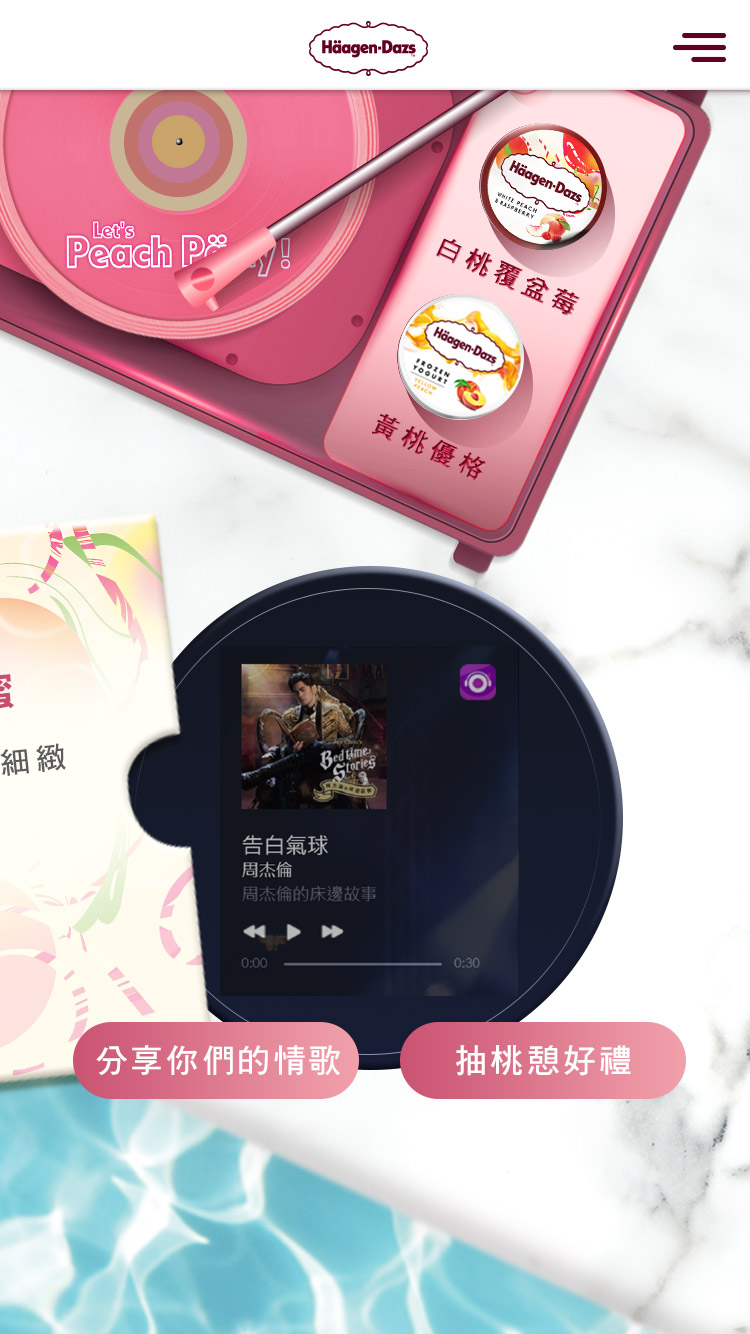 Häagen-Dazs
Häagen-Dazs
WHITE PEACH
& RASPBERRY
Let's
Peach
白桃覆盆莓
Häagen-Dazs
FROZEN
YOGURT
YELLOW
PEACH
黃桃優格
細緻
Bedtime
Stories
告白氣球
周杰倫
周杰倫的床邊故事
0:00
0:30
分享你們的情歌
抽桃憩好禮